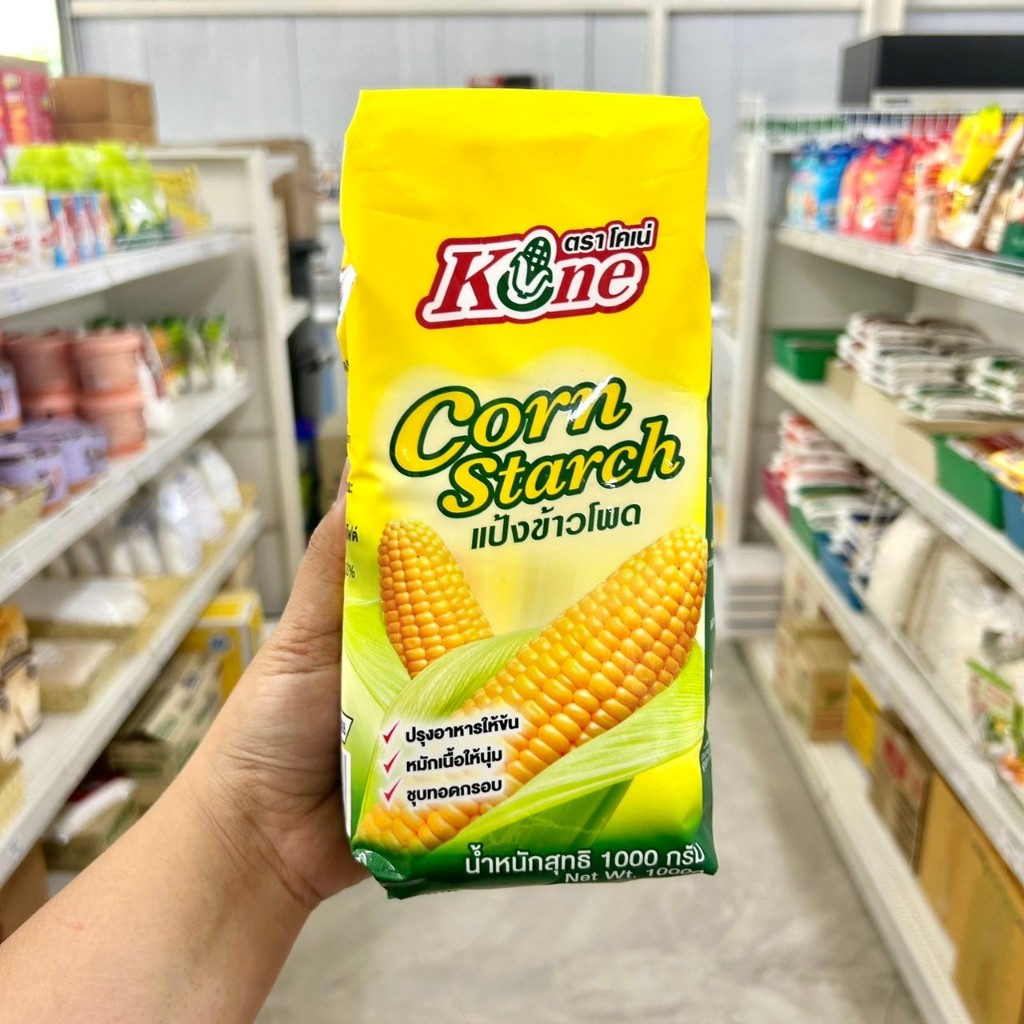 ตรา โคเน่
Kone
Corn
Starch
แป้งข้าวโพด
ปรุงอาหารให้ข้น
หมักเนื้อให้นุ่ม
ชุบทอดกรอบ
น้ำหนักสุทธิ 1000 กรัม
Net Wt. 1000g